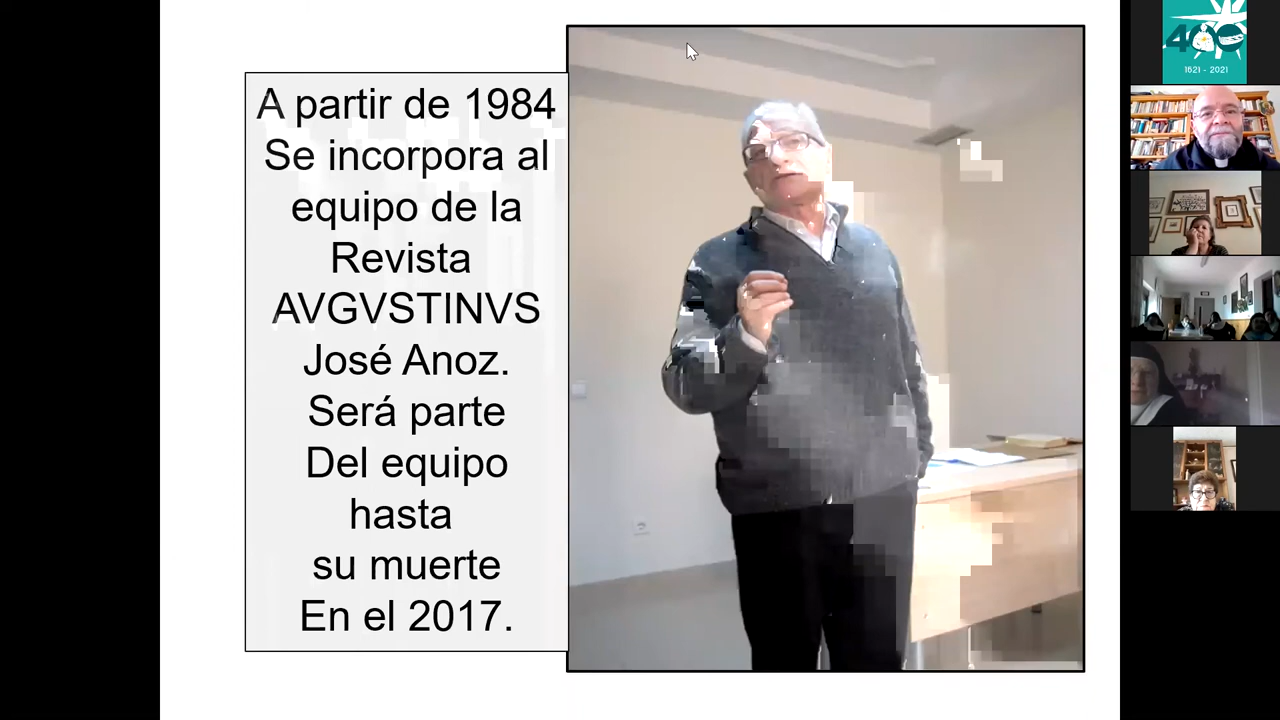 A partir de 1984
Se incorpora al
equipo de la
Revista
AVGVSTINVS
José Anoz.
Será parte
Del equipo
hasta
su muerte
En el 2017.
400
1621 - 2021